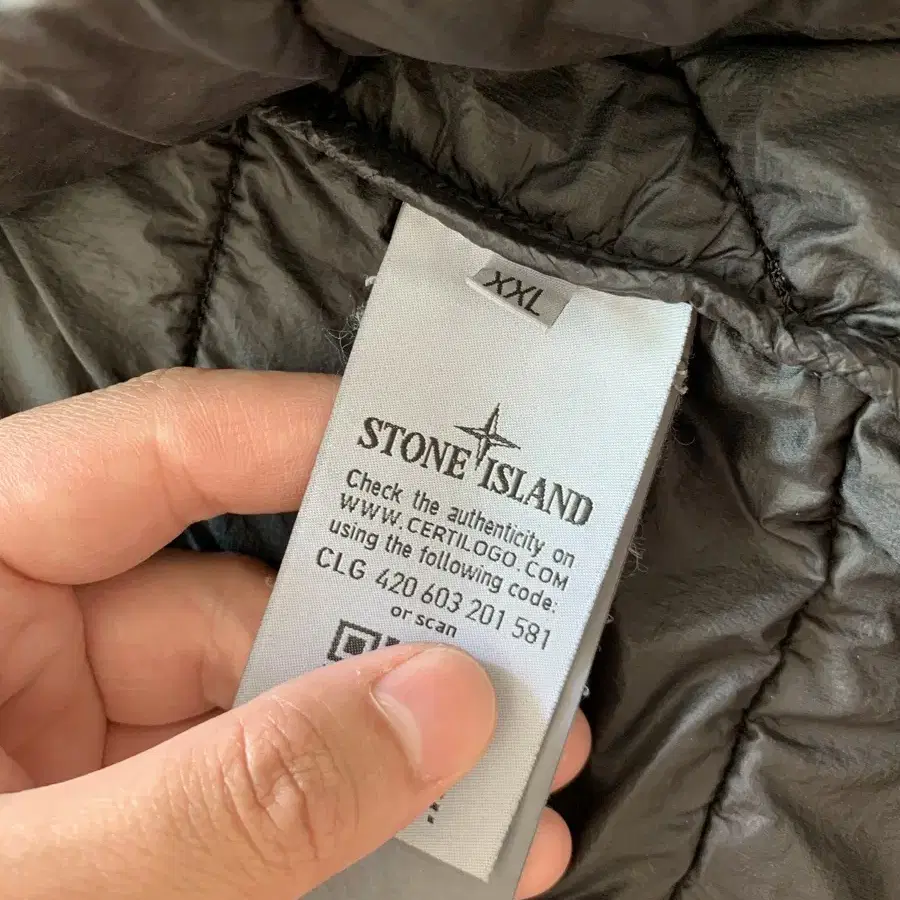 XXL
STONE ISLAND
Check the authenticity on
WWW.CERTILOGO.COM
using the following code:
CLG 420 603 201 581
or scan